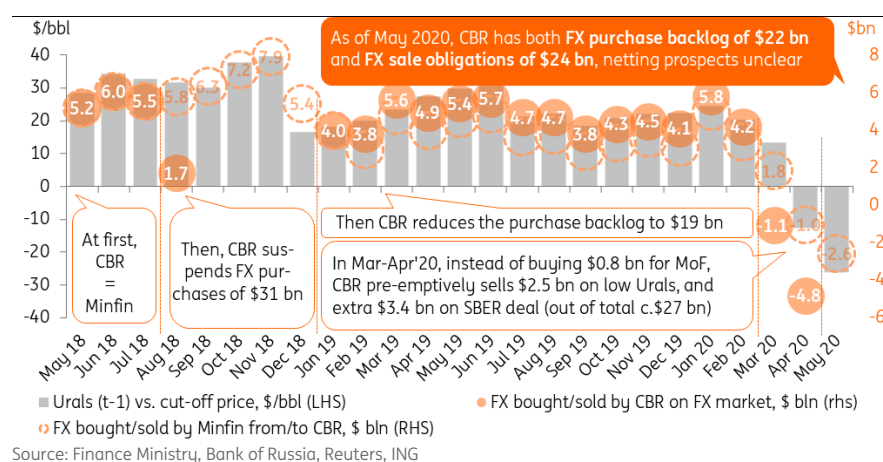 $/bbl
$bn
As of May 2020, CBR has both FX purchase backlog of $22 bn
and FX sale obligations of $24 bn, netting prospects unclear
40
30
20
10
0
-10
-20
-30
-40
8
6
4
2
0
-2
-4
-6
5.2
6.0
5.5
5.8
1.7
6.3
7.2
7.9
5.4
4.0
3.8
5.6
4.9
5.4
5.7
4.7
4.7
3.8
4.3
4.5
4.1
5.8
4.2
1.8
-1.1
-1.0
-4.8
-2.6
At first,
CBR
=
Minfin
Then, CBR sus-
pends FX pur-
chases of $31 bn
Then CBR reduces the purchase backlog to $19 bn
In Mar-Apr'20, instead of buying $0.8 bn for MoF,
CBR pre-emptively sells $2.5 bn on low Urals, and
extra $3.4 bn on SBER deal (out of total c.$27 bn)
May 18
Jun 18
Jul 18
Aug 18
Sep 18
Oct 18
Nov 18
Dec 18
Jan 19
Feb 19
Mar 19
Apr 19
May 19
Jun 19
Jul 19
Aug 19
Sep 19
Oct 19
Nov 19
Dec 19
Jan 20
Feb 20
Mar 20
Apr 20
May 20
Urals (t-1) vs. cut-off price, $/bbl (LHS)
FX bought/sold by CBR on FX market, $ bln (rhs)
FX bought/sold by Minfin from/to CBR, $ bln (RHS)
Source: Finance Ministry, Bank of Russia, Reuters, ING